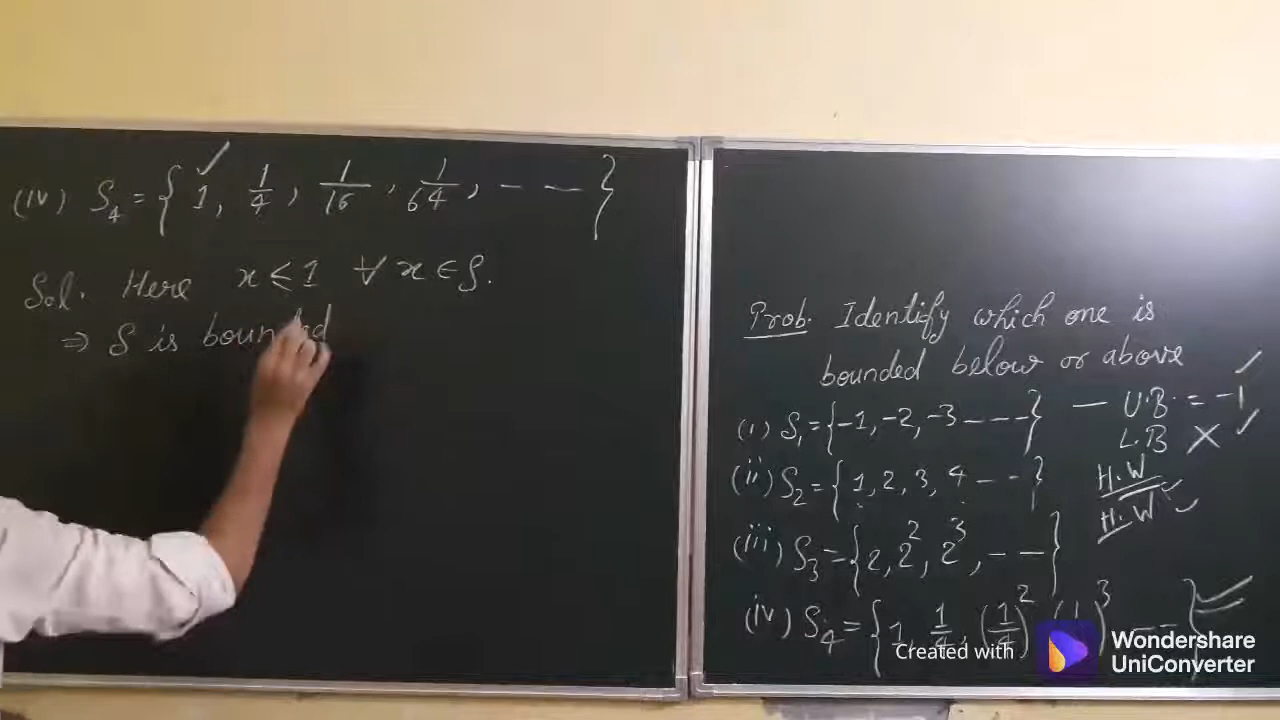 (iv) S₄ = { 1, 1/4, 1/16, 1/64, - - - }
Sol. Here x ≤ 1 ∀ x ∈ S.
⇒ S is bounded
Prob. Identify which one is
bounded below or above
(i) S₁ = {-1, -2, -3 - - - -} — U.B. = -1 ✓
L.B ✗ ✓
(ii) S₂ = {1, 2, 3, 4 - - - } H.W
(iii) S₃ = {2, 2², 2³, - - -} H.W
(iv) S₄ = {1, 1/4, (1/4)², ( )³ - - }
Created with
Wondershare
UniConverter